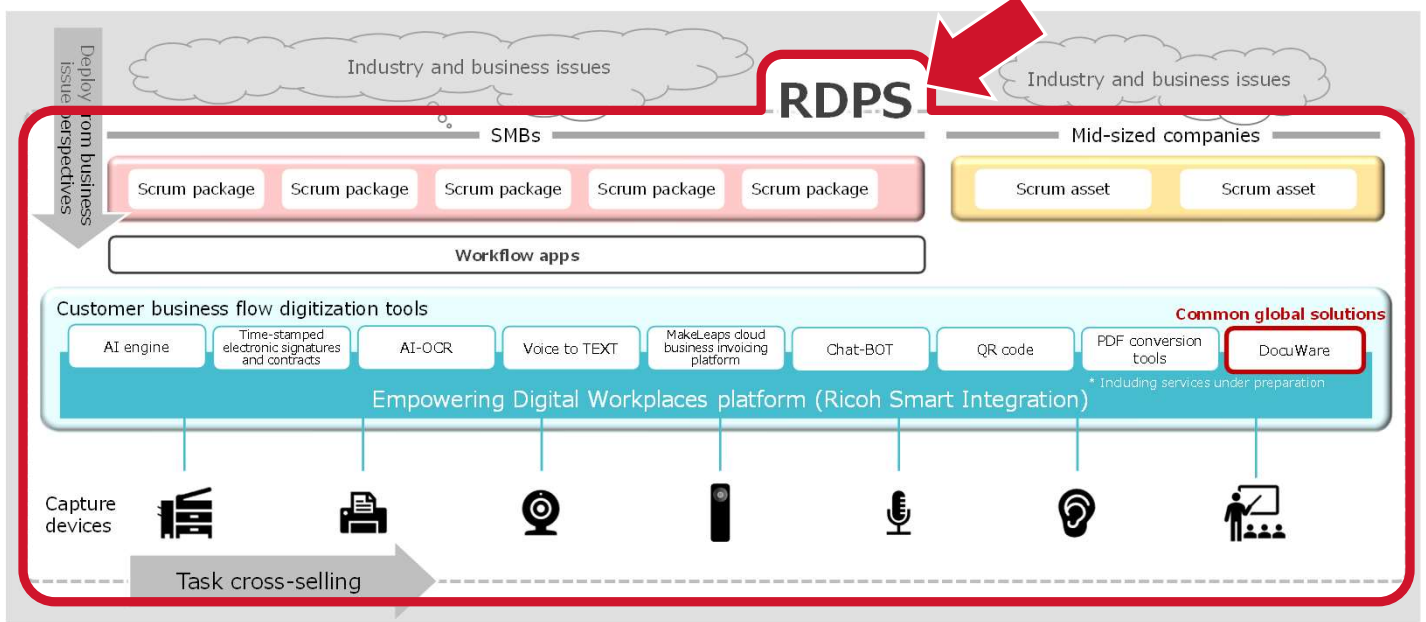 Deploy from business
issue perspectives
Industry and business issues
RDPS
Industry and business issues
SMBs
Mid-sized companies
Scrum package
Scrum package
Scrum package
Scrum package
Scrum package
Scrum asset
Scrum asset
Workflow apps
Customer business flow digitization tools
Common global solutions
AI engine
Time-stamped
electronic signatures
and contracts
AI-OCR
Voice to TEXT
MakeLeaps cloud
business invoicing
platform
Chat-BOT
QR code
PDF conversion
tools
DocuWare
* Including services under preparation
Empowering Digital Workplaces platform (Ricoh Smart Integration)
Capture
devices
Task cross-selling